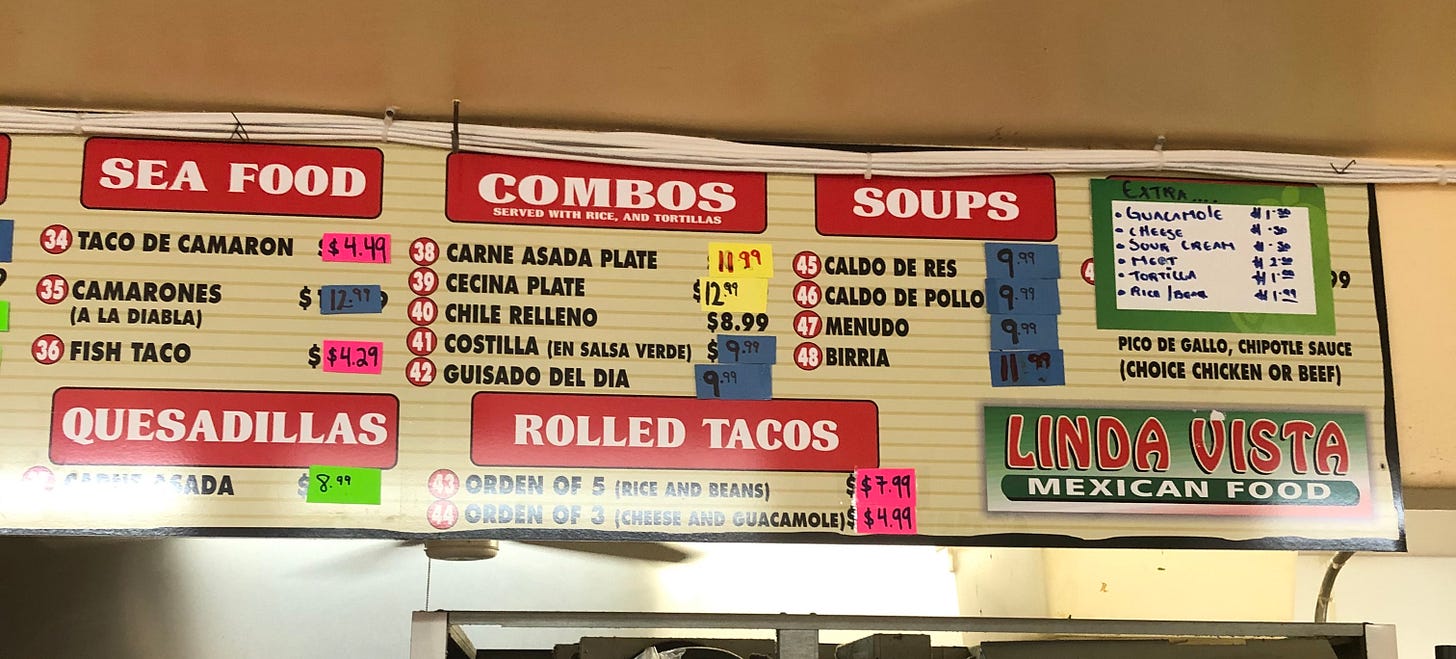 SEA FOOD
34 TACO DE CAMARON $4.49
35 CAMARONES $12.99
(A LA DIABLA)
36 FISH TACO $ $4.29
QUESADILLAS
CARNE ASADA $8.99
COMBOS
SERVED WITH RICE, AND TORTILLAS
38 CARNE ASADA PLATE 11.99
39 CECINA PLATE $12.99
40 CHILE RELLENO $8.99
41 COSTILLA (EN SALSA VERDE) $9.99
42 GUISADO DEL DIA 9.99
ROLLED TACOS
43 ORDEN OF 5 (RICE AND BEANS) $ $7.99
44 ORDEN OF 3 (CHEESE AND GUACAMOLE) $ $4.99
SOUPS
45 CALDO DE RES 9.99
46 CALDO DE POLLO 9.99
47 MENUDO 9.99
48 BIRRIA 11.99
EXTRA....
• GUACAMOLE
• CHEESE
• SOUR CREAM
• MEET
• TORTILLA
• RICE/BEAN $1.99
PICO DE GALLO, CHIPOTLE SAUCE
(CHOICE CHICKEN OR BEEF)
LINDA VISTA
MEXICAN FOOD